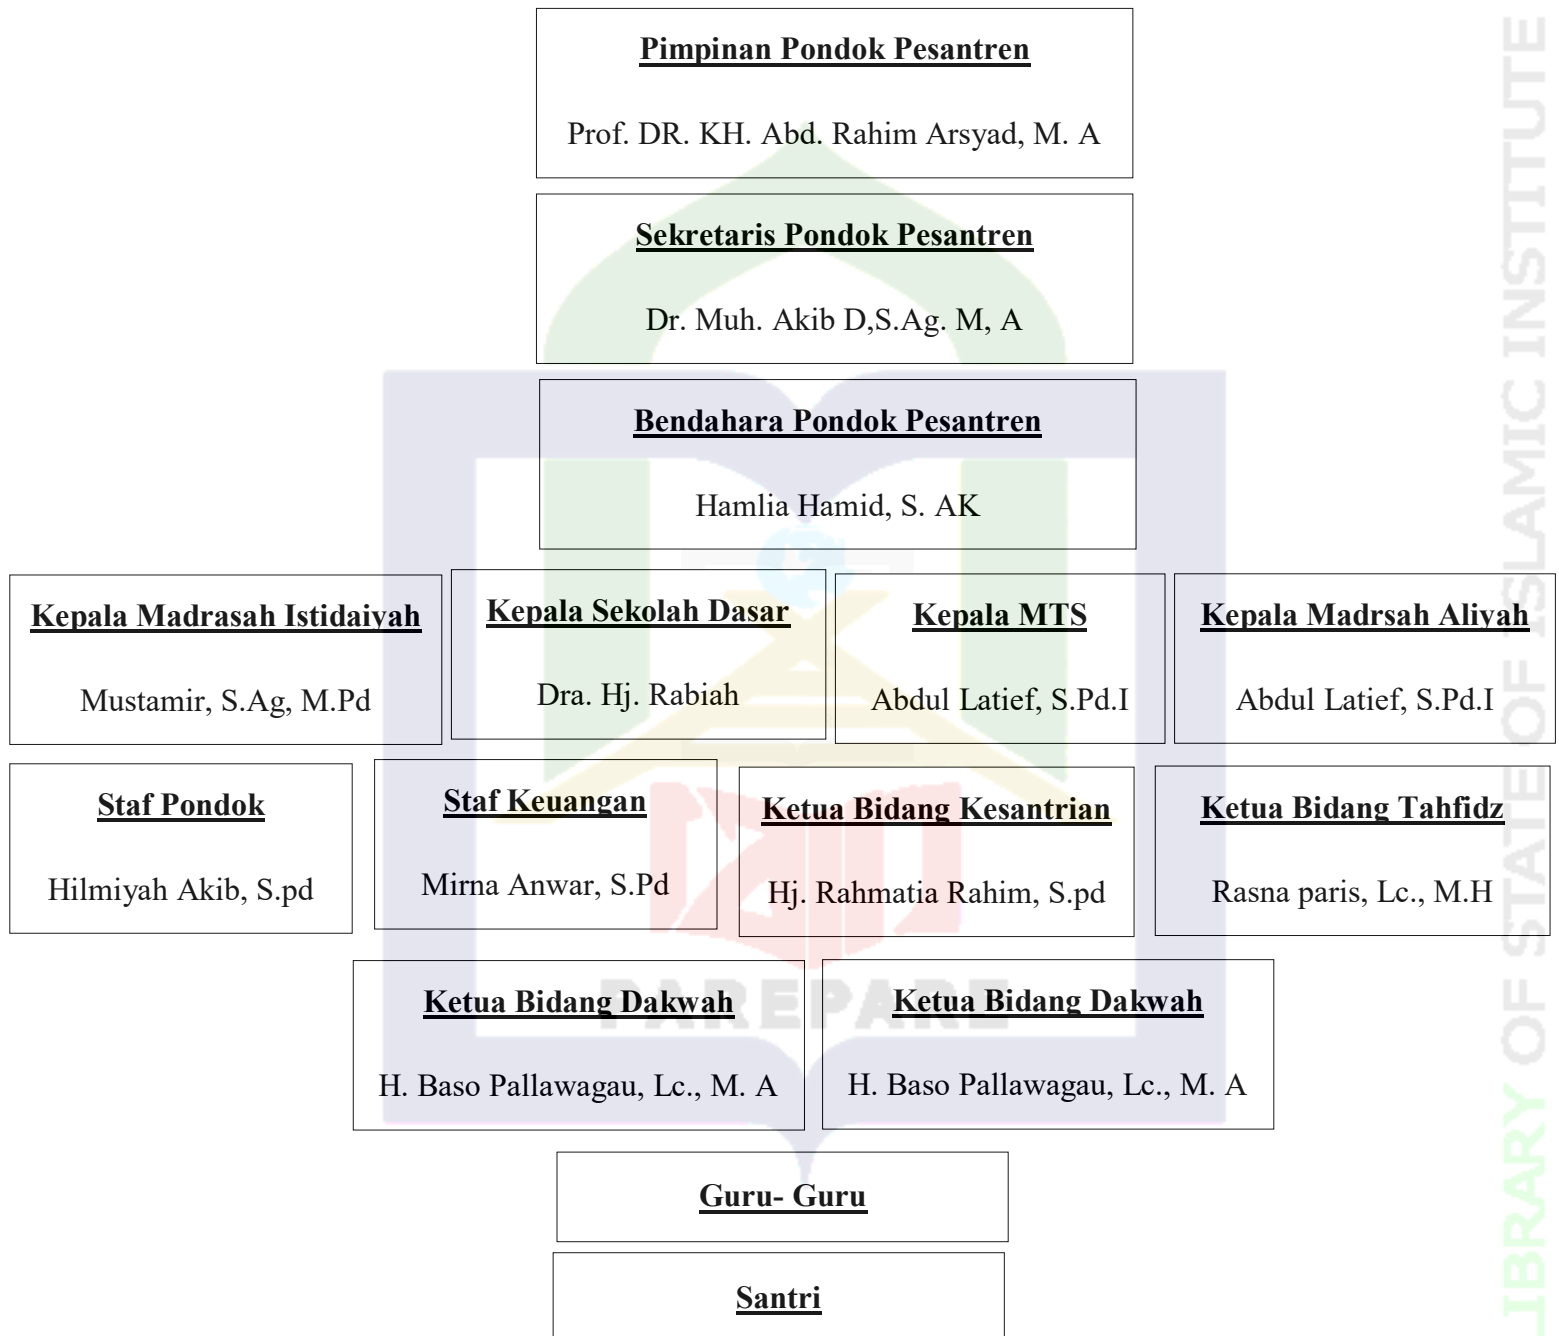 Pimpinan Pondok Pesantren
Prof. DR. KH. Abd. Rahim Arsyad, M. A
Sekretaris Pondok Pesantren
Dr. Muh. Akib D,S.Ag. M, A
Bendahara Pondok Pesantren
Hamlia Hamid, S. AK
Kepala Madrasah Istidaiyah
Mustamir, S.Ag, M.Pd
Kepala Sekolah Dasar
Dra. Hj. Rabiah
Kepala MTS
Abdul Latief, S.Pd.I
Kepala Madrsah Aliyah
Abdul Latief, S.Pd.I
Staf Pondok
Hilmiyah Akib, S.pd
Staf Keuangan
Mirna Anwar, S.Pd
Ketua Bidang Kesantrian
Hj. Rahmatia Rahim, S.pd
Ketua Bidang Tahfidz
Rasna paris, Lc., M.H
Ketua Bidang Dakwah
H. Baso Pallawagau, Lc., M. A
Ketua Bidang Dakwah
H. Baso Pallawagau, Lc., M. A
Guru- Guru
Santri
PAREPARE
IBRARY OF STATE OF ISLAMIC INSTITUTE